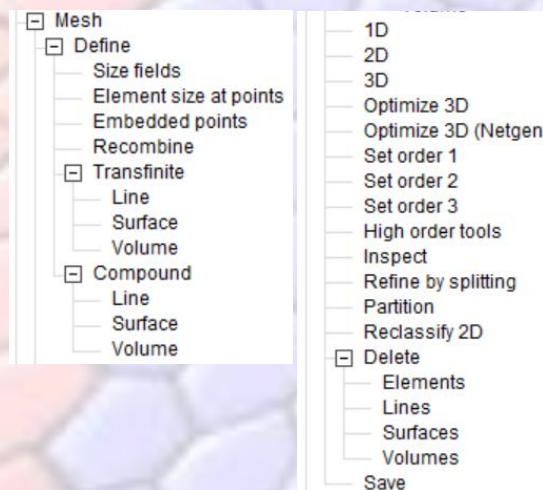 Mesh
Define
Size fields
Element size at points
Embedded points
Recombine
Transfinite
Line
Surface
Volume
Compound
Line
Surface
Volume
1D
2D
3D
Optimize 3D
Optimize 3D (Netgen
Set order 1
Set order 2
Set order 3
High order tools
Inspect
Refine by splitting
Partition
Reclassify 2D
Delete
Elements
Lines
Surfaces
Volumes
Save